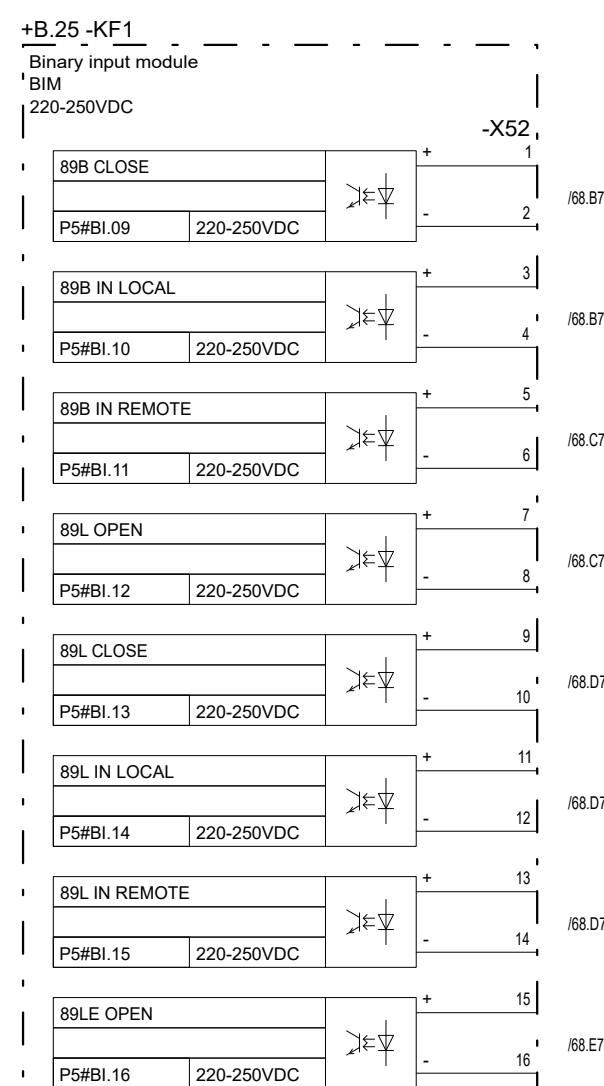 +B.25 -KF1
Binary input module
BIM
220-250VDC
-X52
89B CLOSE + 1
/68.B7
P5#BI.09 220-250VDC - 2
89B IN LOCAL + 3
/68.B7
P5#BI.10 220-250VDC - 4
89B IN REMOTE + 5
/68.C7
P5#BI.11 220-250VDC - 6
89L OPEN + 7
/68.C7
P5#BI.12 220-250VDC - 8
89L CLOSE + 9
/68.D7
P5#BI.13 220-250VDC - 10
89L IN LOCAL + 11
/68.D7
P5#BI.14 220-250VDC - 12
89L IN REMOTE + 13
/68.D7
P5#BI.15 220-250VDC - 14
89LE OPEN + 15
/68.E7
P5#BI.16 220-250VDC - 16